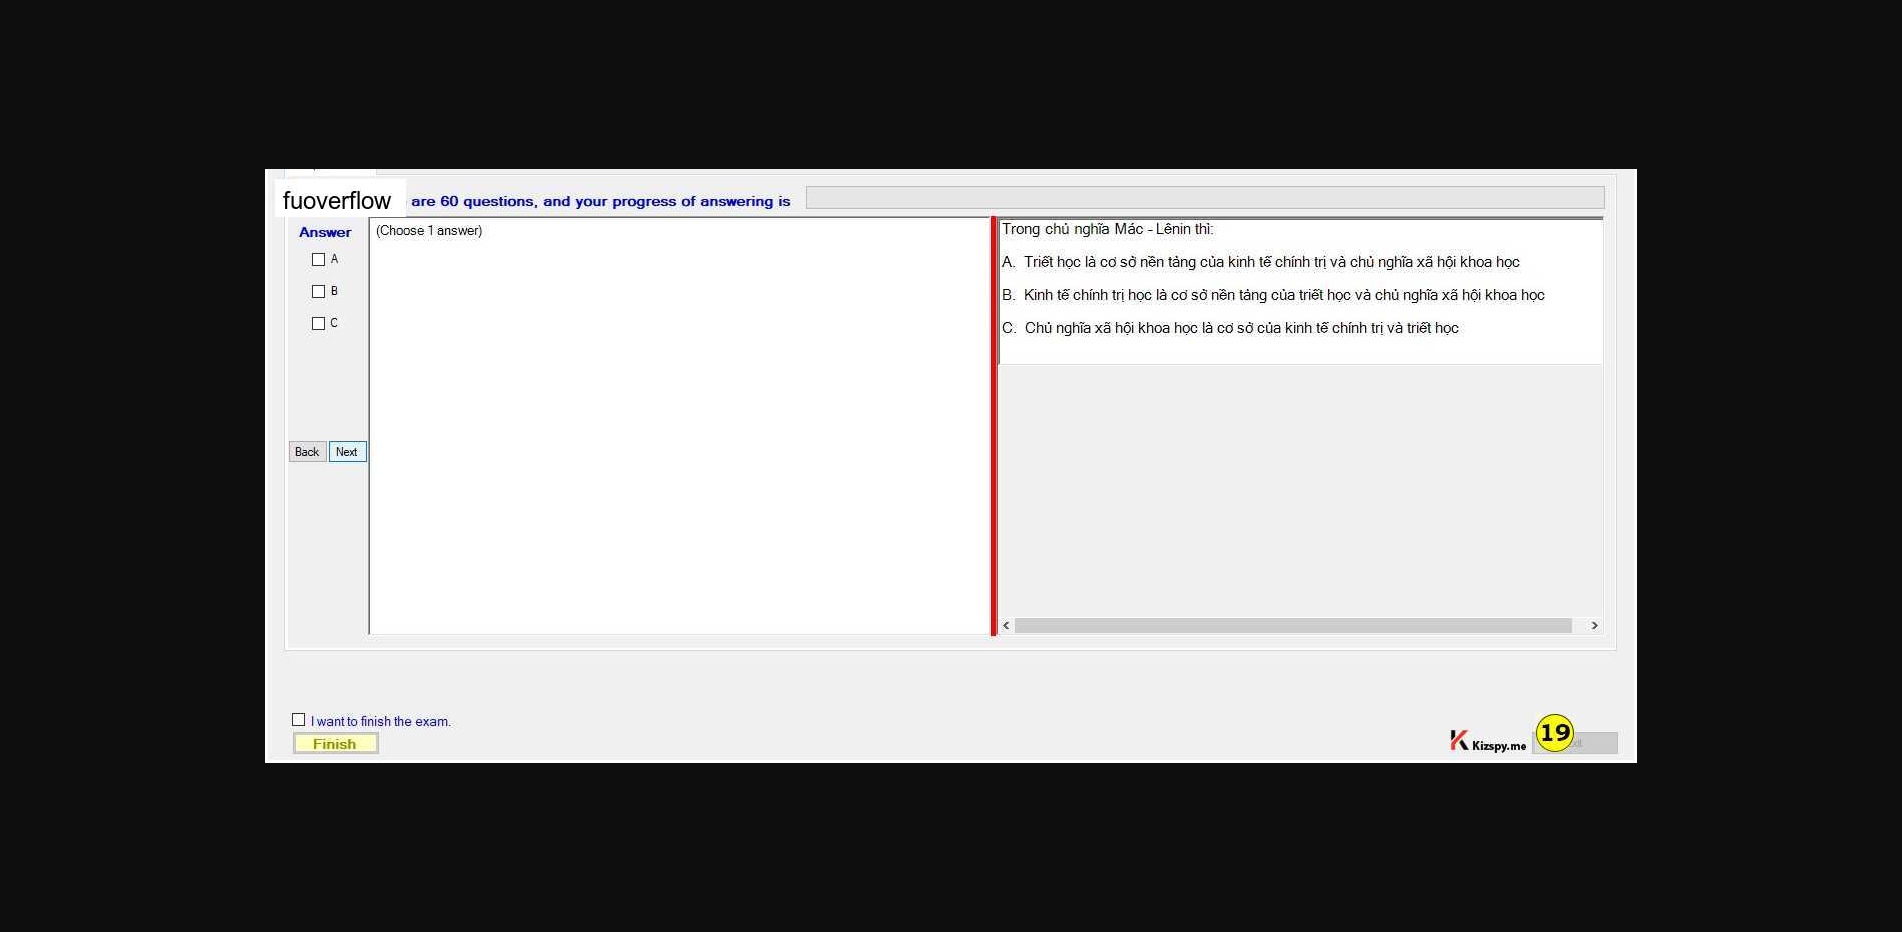 fuoverflow are 60 questions, and your progress of answering is
Answer
A
B
C
Back Next
(Choose 1 answer)
Trong chủ nghĩa Mác - Lênin thì:
A. Triết học là cơ sở nền tảng của kinh tế chính trị và chủ nghĩa xã hội khoa học
B. Kinh tế chính trị học là cơ sở nền tảng của triết học và chủ nghĩa xã hội khoa học
C. Chủ nghĩa xã hội khoa học là cơ sở của kinh tế chính trị và triết học
I want to finish the exam.
Finish
Kizspy.me
19